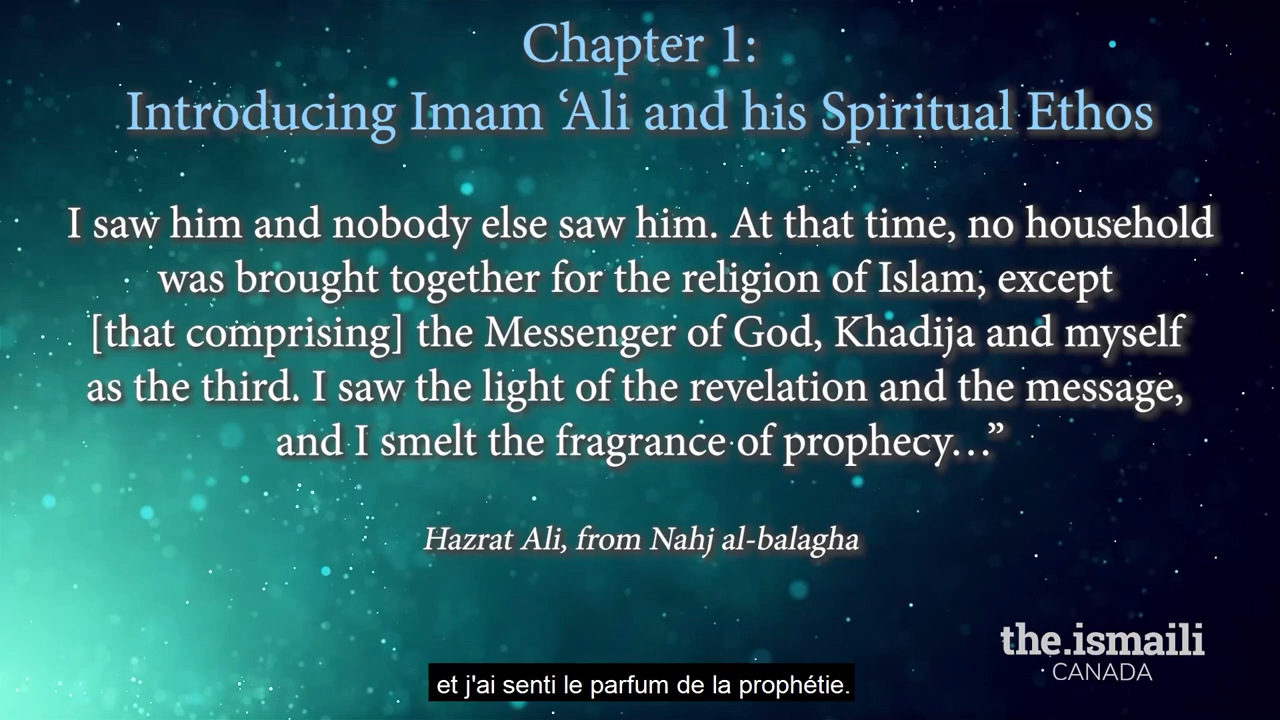 Chapter 1:
Introducing Imam ‘Ali and his Spiritual Ethos
I saw him and nobody else saw him. At that time, no household
was brought together for the religion of Islam, except
[that comprising] the Messenger of God, Khadija and myself
as the third. I saw the light of the revelation and the message,
and I smelt the fragrance of prophecy…”
Hazrat Ali, from Nahj al-balagha
the.ismaili
CANADA
et j'ai senti le parfum de la prophétie.